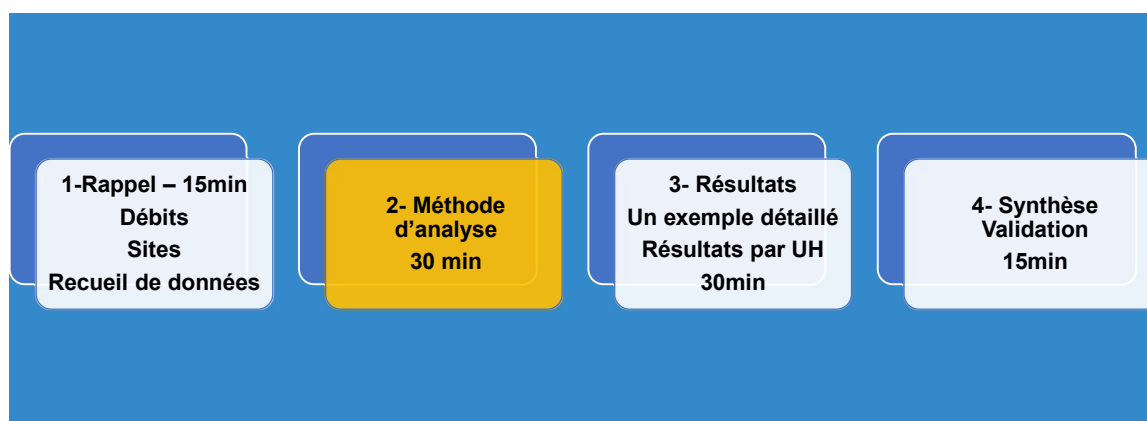 1-Rappel – 15min
Débits
Sites
Recueil de données
2- Méthode
d’analyse
30 min
3- Résultats
Un exemple détaillé
Résultats par UH
30min
4- Synthèse
Validation
15min